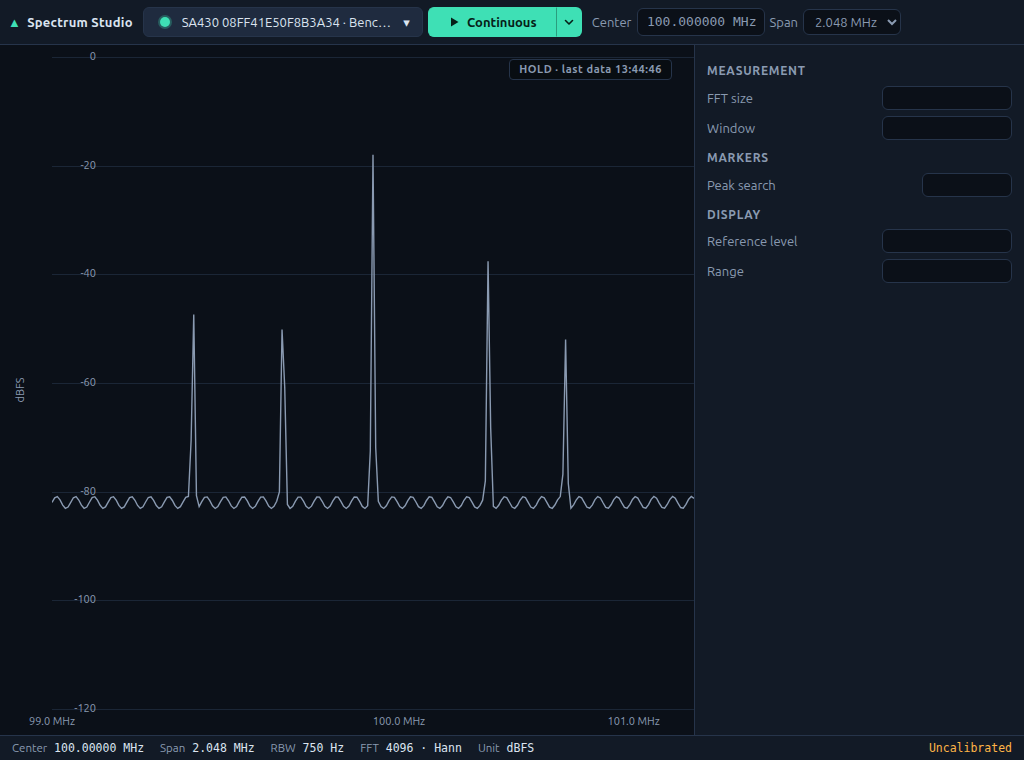 ▲ Spectrum Studio
SA430 08FF41E50F8B3A34 · Benc… ▼
Continuous
Center 100.000000 MHz
Span 2.048 MHz
HOLD · last data 13:44:46
0
-20
-40
-60
-80
-100
-120
dBFS
99.0 MHz 100.0 MHz 101.0 MHz
MEASUREMENT
FFT size
Window
MARKERS
Peak search
DISPLAY
Reference level
Range
Center 100.00000 MHz Span 2.048 MHz RBW 750 Hz FFT 4096 · Hann Unit dBFS Uncalibrated